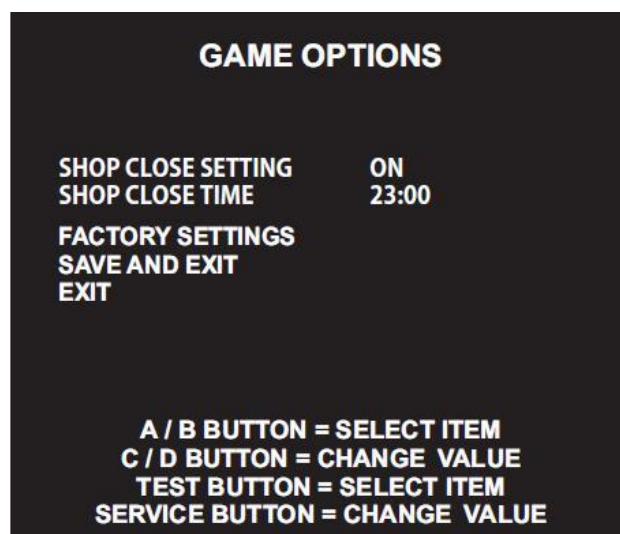 GAME OPTIONS
SHOP CLOSE SETTING ON
SHOP CLOSE TIME 23:00
FACTORY SETTINGS
SAVE AND EXIT
EXIT
A / B BUTTON = SELECT ITEM
C / D BUTTON = CHANGE VALUE
TEST BUTTON = SELECT ITEM
SERVICE BUTTON = CHANGE VALUE